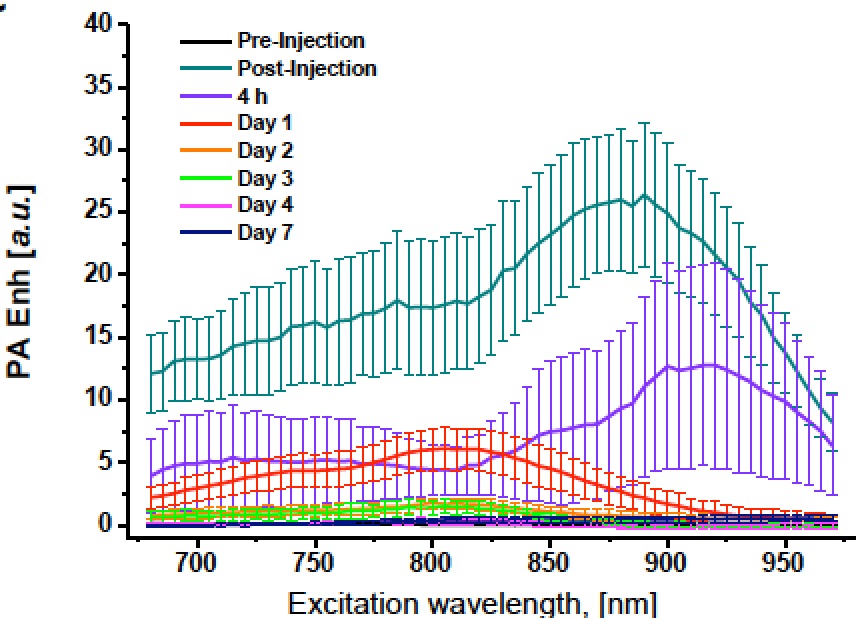 40
35
30
25
20
15
10
5
0
PA Enh [a.u.]
Pre-Injection
Post-Injection
4 h
Day 1
Day 2
Day 3
Day 4
Day 7
700 750 800 850 900 950
Excitation wavelength, [nm]